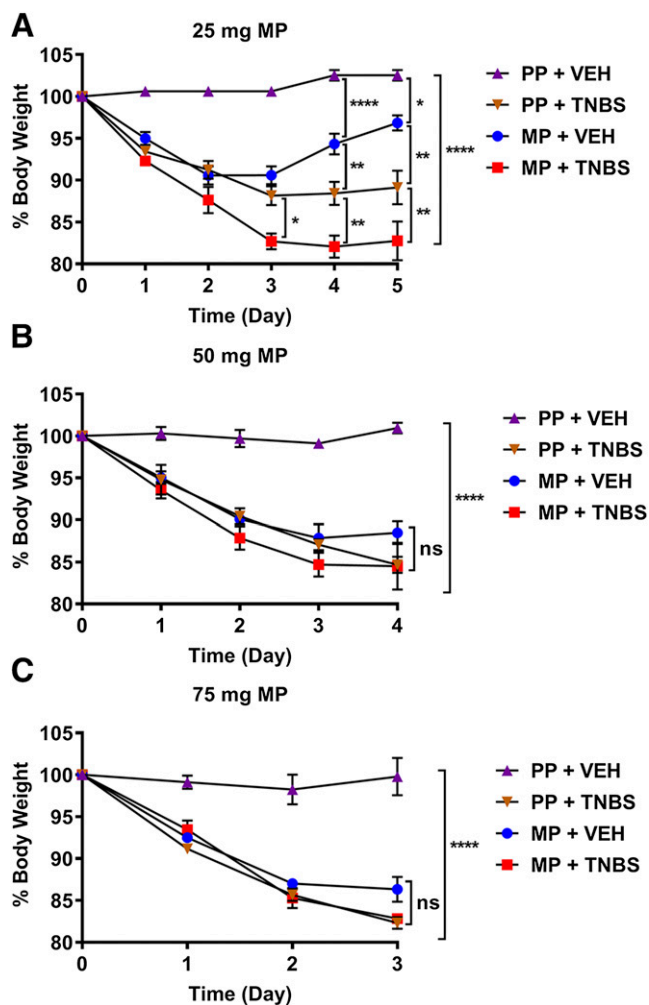 A
25 mg MP
105
100
95
90
85
80
% Body Weight
0 1 2 3 4 5
Time (Day)
**** * ****
** **
* ** **
PP + VEH
PP + TNBS
MP + VEH
MP + TNBS
B
50 mg MP
105
100
95
90
85
80
% Body Weight
0 1 2 3 4
Time (Day)
ns ****
PP + VEH
PP + TNBS
MP + VEH
MP + TNBS
C
75 mg MP
105
100
95
90
85
80
% Body Weight
0 1 2 3
Time (Day)
ns ****
PP + VEH
PP + TNBS
MP + VEH
MP + TNBS